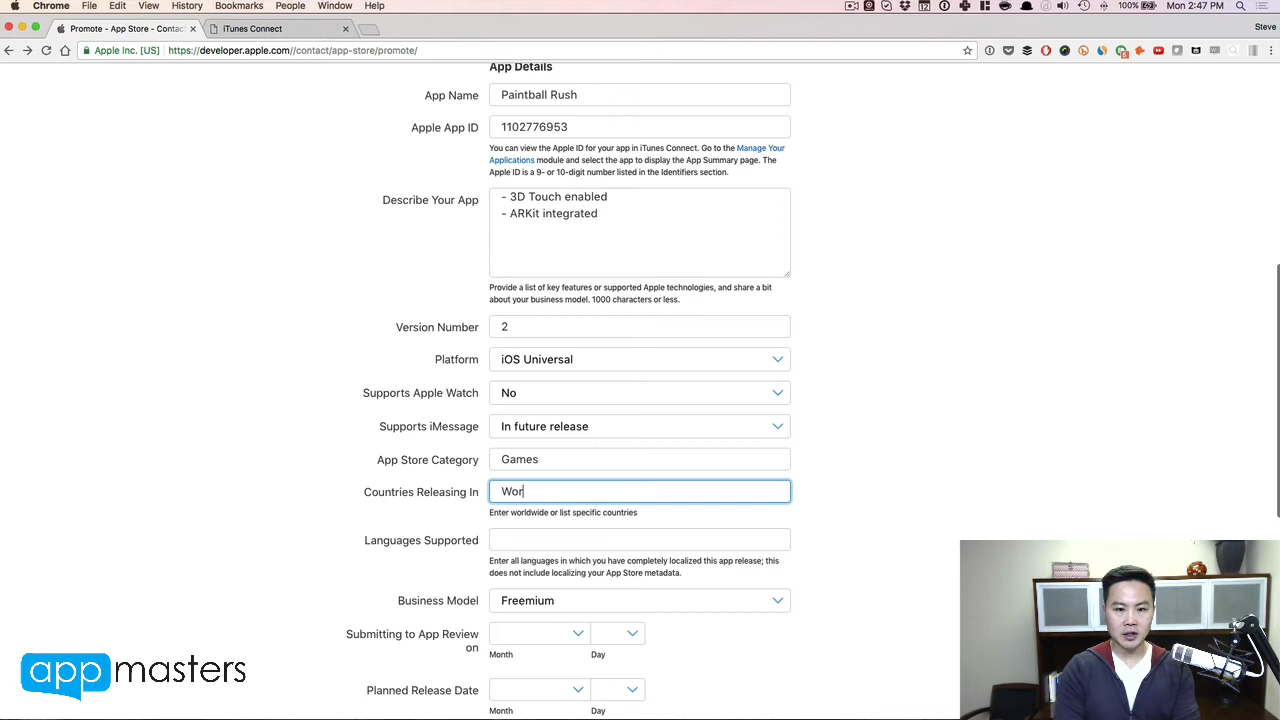 Chrome File Edit View History Bookmarks People Window Help 100% Mon 2:47 PM
Promote - App Store - Contac
iTunes Connect
Steve
Apple Inc. [US] https://developer.apple.com//contact/app-store/promote/
App Details
App Name Paintball Rush
Apple App ID 1102776953
You can view the Apple ID for your app in iTunes Connect. Go to the Manage Your
Applications module and select the app to display the App Summary page. The
Apple ID is a 9- or 10-digit number listed in the Identifiers section.
Describe Your App - 3D Touch enabled
- ARKit integrated
Provide a list of key features or supported Apple technologies, and share a bit
about your business model. 1000 characters or less.
Version Number 2
Platform iOS Universal
Supports Apple Watch No
Supports iMessage In future release
App Store Category Games
Countries Releasing In Wor
Enter worldwide or list specific countries
Languages Supported
Enter all languages in which you have completely localized this app release; this
does not include localizing your App Store metadata.
Business Model Freemium
Submitting to App Review
on
Month Day
Planned Release Date
Month Day
appmasters